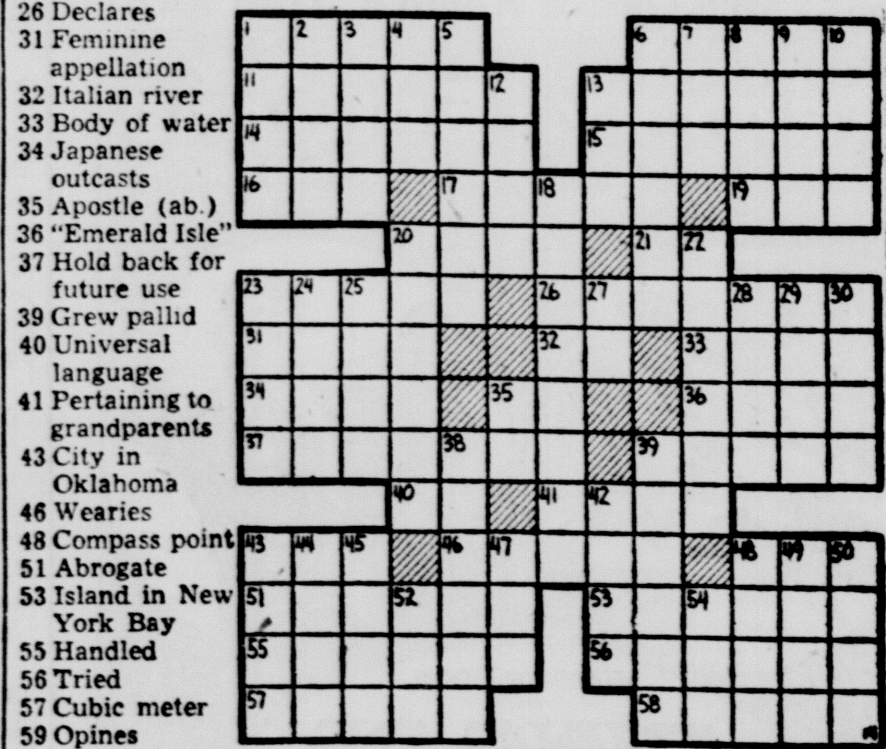 26 Declares
31 Feminine
appellation
32 Italian river
33 Body of water
34 Japanese
outcasts
35 Apostle (ab.)
36 "Emerald Isle"
37 Hold back for
future use
39 Grew pallid
40 Universal
language
41 Pertaining to
grandparents
43 City in
Oklahoma
46 Wearies
48 Compass point
51 Abrogate
53 Island in New
York Bay
55 Handled
56 Tried
57 Cubic meter
59 Opines
1 2 3 4 5 6 7 8 9 10
11 12 13
14 15
16 17 18 19
20 21 22
23 24 25 26 27 28 29 30
31 32 33
34 35 36
37 38 39
40 41 42
43 44 45 46 47 48 49 50
51 52 53 54
55 56
57 58